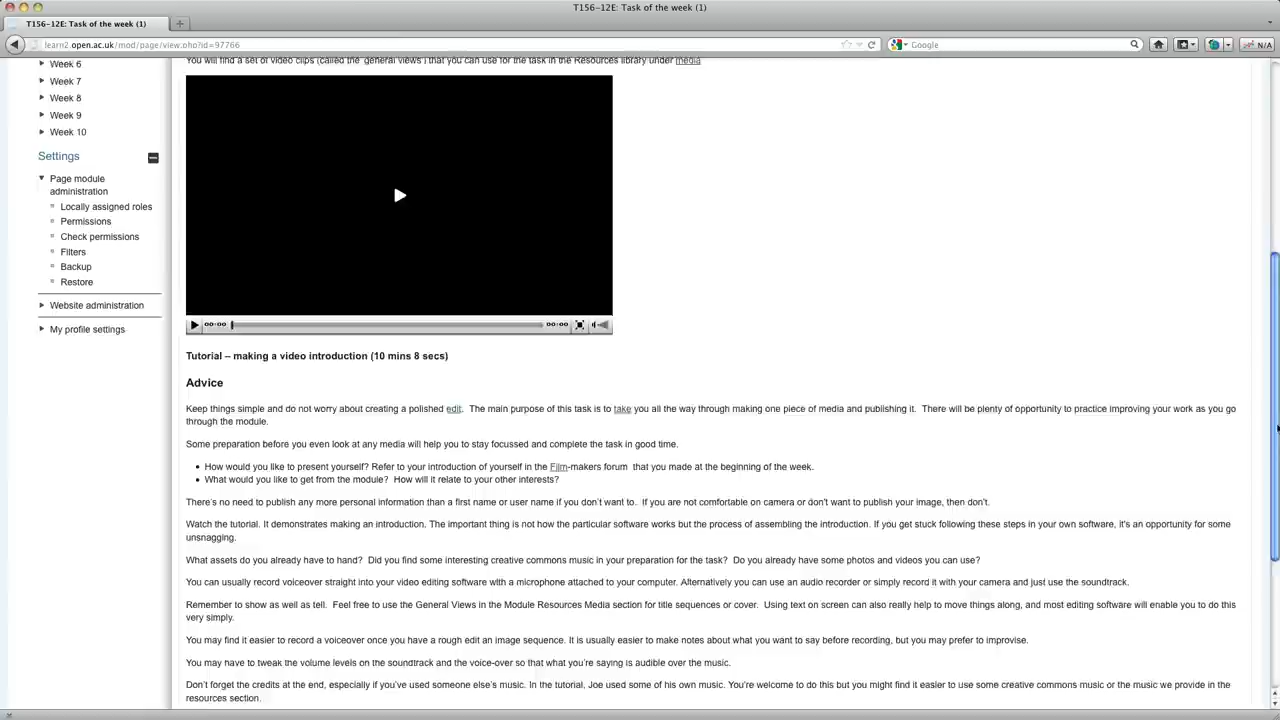 T156-12E: Task of the week (1)
T156-12E: Task of the week (1)
learn2.open.ac.uk/mod/page/view.php?id=97766
Google
N/A
You will find a set of video clips (called the 'general views') that you can use for the task in the Resources library under media
Week 6
Week 7
Week 8
Week 9
Week 10
Settings
Page module
administration
Locally assigned roles
Permissions
Check permissions
Filters
Backup
Restore
Website administration
My profile settings
00:00
00:00
Tutorial – making a video introduction (10 mins 8 secs)
Advice
Keep things simple and do not worry about creating a polished edit. The main purpose of this task is to take you all the way through making one piece of media and publishing it. There will be plenty of opportunity to practice improving your work as you go
through the module.
Some preparation before you even look at any media will help you to stay focussed and complete the task in good time.
• How would you like to present yourself? Refer to your introduction of yourself in the Film-makers forum that you made at the beginning of the week.
• What would you like to get from the module? How will it relate to your other interests?
There's no need to publish any more personal information than a first name or user name if you don't want to. If you are not comfortable on camera or don't want to publish your image, then don't.
Watch the tutorial. It demonstrates making an introduction. The important thing is not how the particular software works but the process of assembling the introduction. If you get stuck following these steps in your own software, it's an opportunity for some
unsnagging.
What assets do you already have to hand? Did you find some interesting creative commons music in your preparation for the task? Do you already have some photos and videos you can use?
You can usually record voiceover straight into your video editing software with a microphone attached to your computer. Alternatively you can use an audio recorder or simply record it with your camera and just use the soundtrack.
Remember to show as well as tell. Feel free to use the General Views in the Module Resources Media section for title sequences or cover. Using text on screen can also really help to move things along, and most editing software will enable you to do this
very simply.
You may find it easier to record a voiceover once you have a rough edit an image sequence. It is usually easier to make notes about what you want to say before recording, but you may prefer to improvise.
You may have to tweak the volume levels on the soundtrack and the voice-over so that what you're saying is audible over the music.
Don't forget the credits at the end, especially if you've used someone else's music. In the tutorial, Joe used some of his own music. You're welcome to do this but you might find it easier to use some creative commons music or the music we provide in the
resources section.